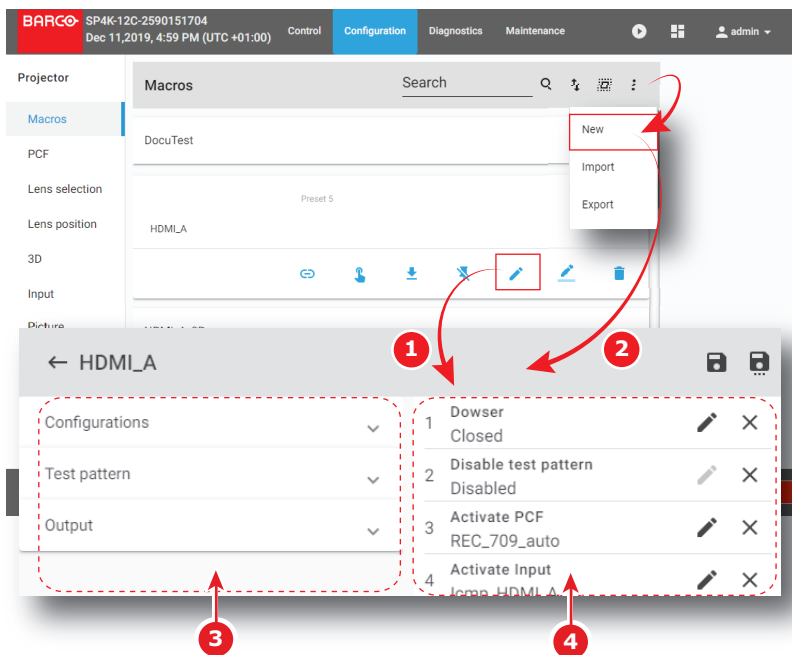 BARCO SP4K-12C-2590151704
Dec 11,2019, 4:59 PM (UTC +01:00)
Control Configuration Diagnostics Maintenance admin
Projector
Macros
PCF
Lens selection
Lens position
3D
Input
Picture
Macros Search
New
Import
Export
DocuTest
Preset 5
HDMI_A
1
2
← HDMI_A
Configurations
Test pattern
Output
1 Dowser
Closed
2 Disable test pattern
Disabled
3 Activate PCF
REC_709_auto
4 Activate Input
Icmp_HDMI_A
3
4